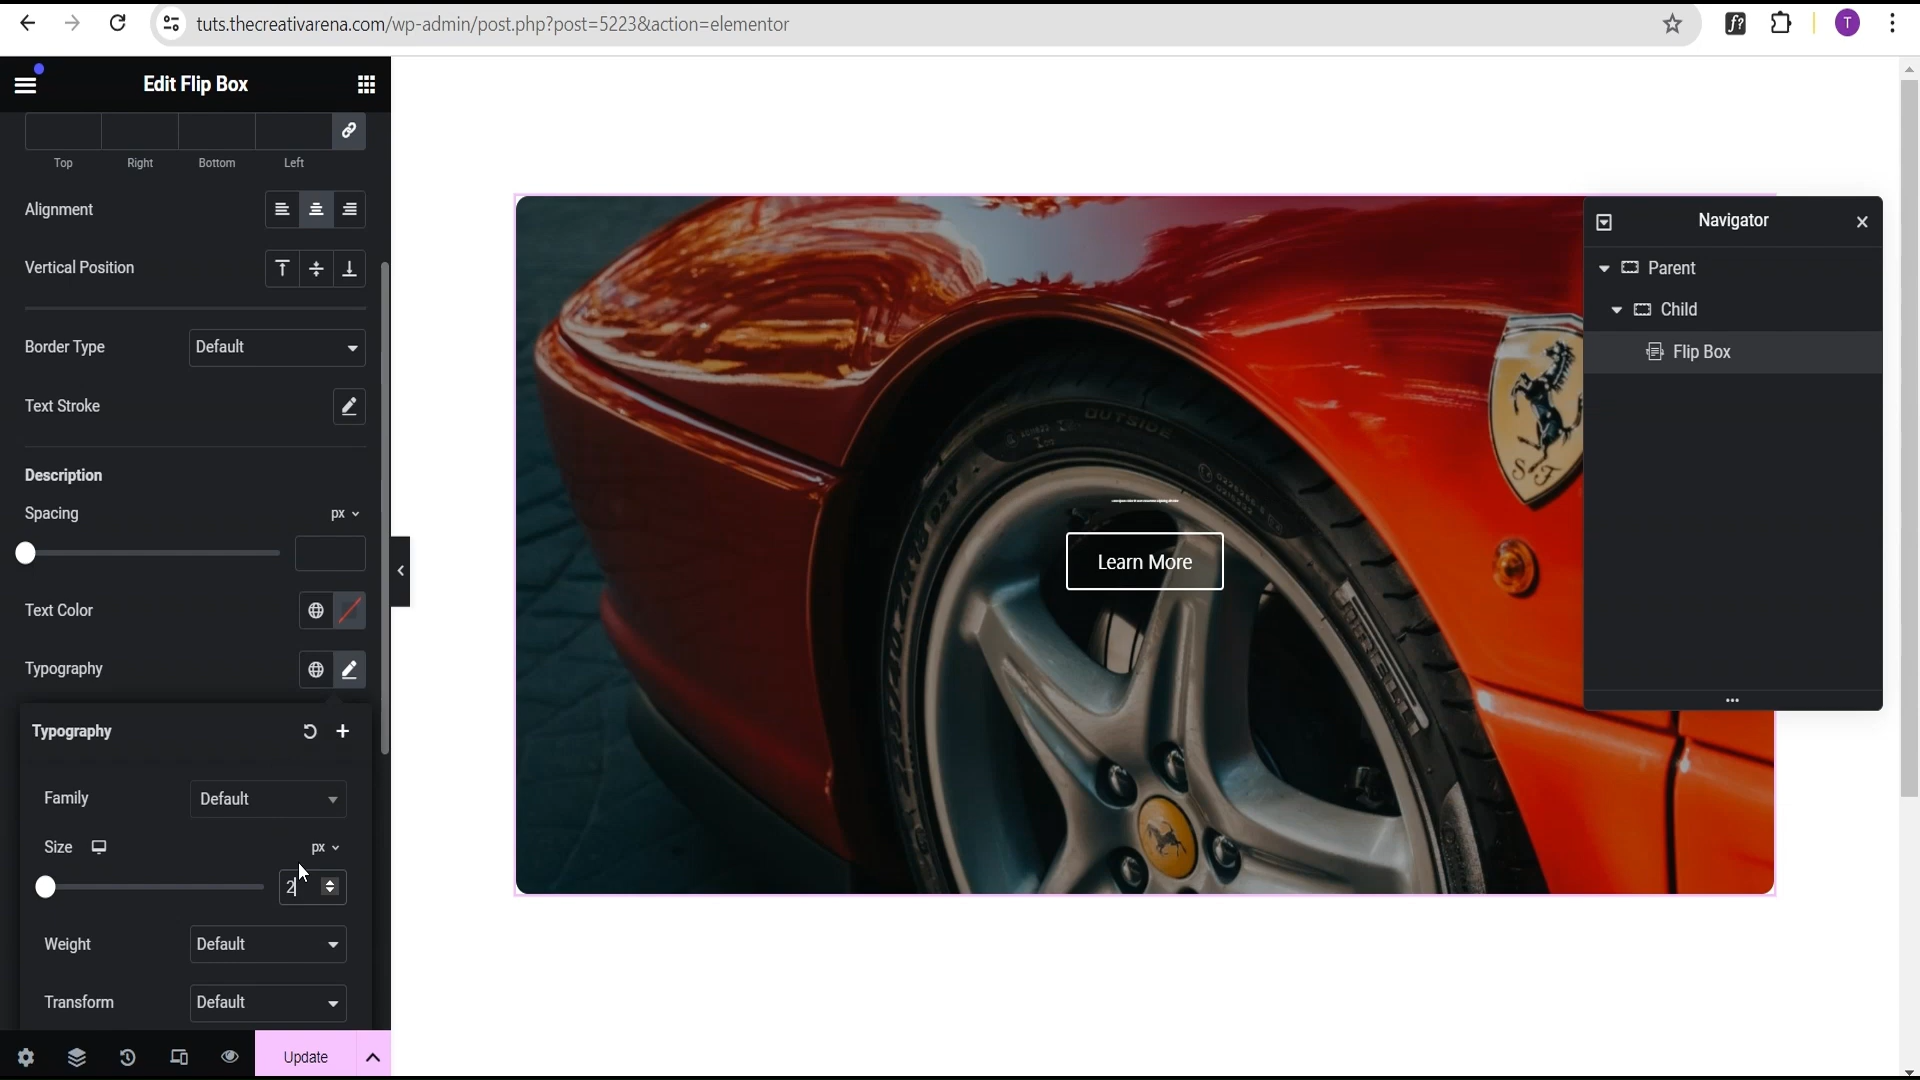 tuts.thecreativarena.com/wp-admin/post.php?post=5223&action=elementor
f?
T
Edit Flip Box
Top Right Bottom Left
Alignment
Vertical Position
Border Type Default
Text Stroke
Description
Spacing px
Text Color
Typography
Typography
Family Default
Size px
2
Weight Default
Transform Default
Update
OUTSIDE
S F
PIRELLI
Learn More
Navigator
Parent
Child
Flip Box